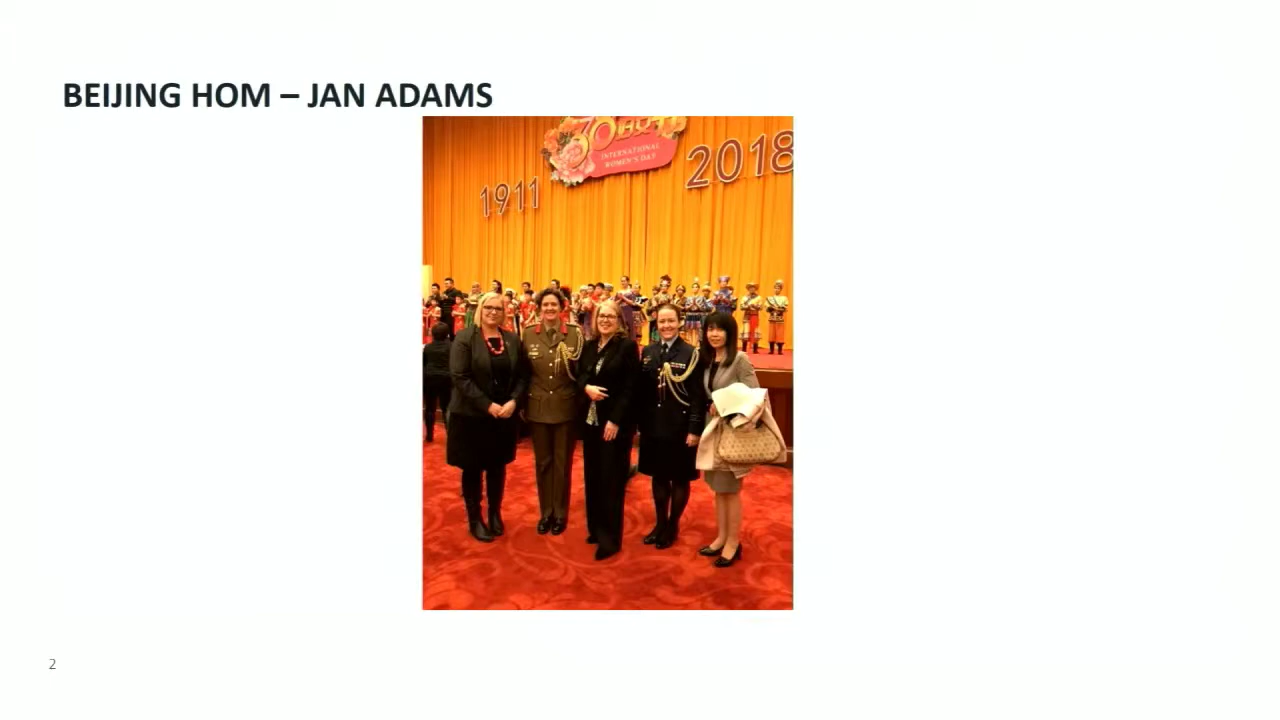 BEIJING HOM – JAN ADAMS
INTERNATIONAL
WOMEN'S DAY
1911
2018
2